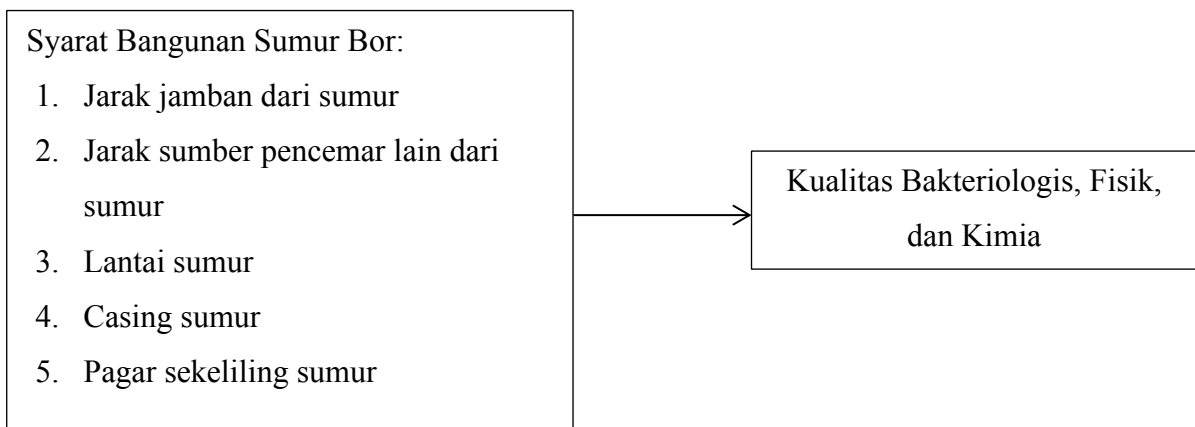 Syarat Bangunan Sumur Bor:
1. Jarak jamban dari sumur
2. Jarak sumber pencemar lain dari
sumur
3. Lantai sumur
4. Casing sumur
5. Pagar sekeliling sumur
Kualitas Bakteriologis, Fisik,
dan Kimia